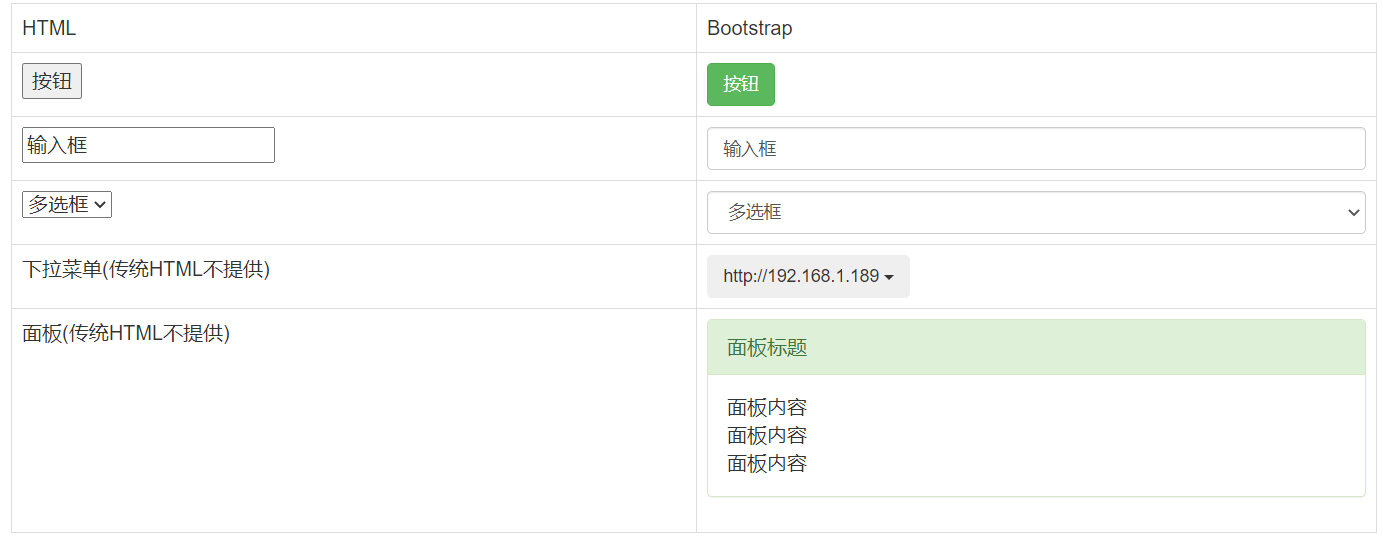 HTML
Bootstrap
按钮
按钮
输入框
输入框
多选框
多选框
下拉菜单(传统HTML不提供)
http://192.168.1.189
面板(传统HTML不提供)
面板标题
面板内容
面板内容
面板内容